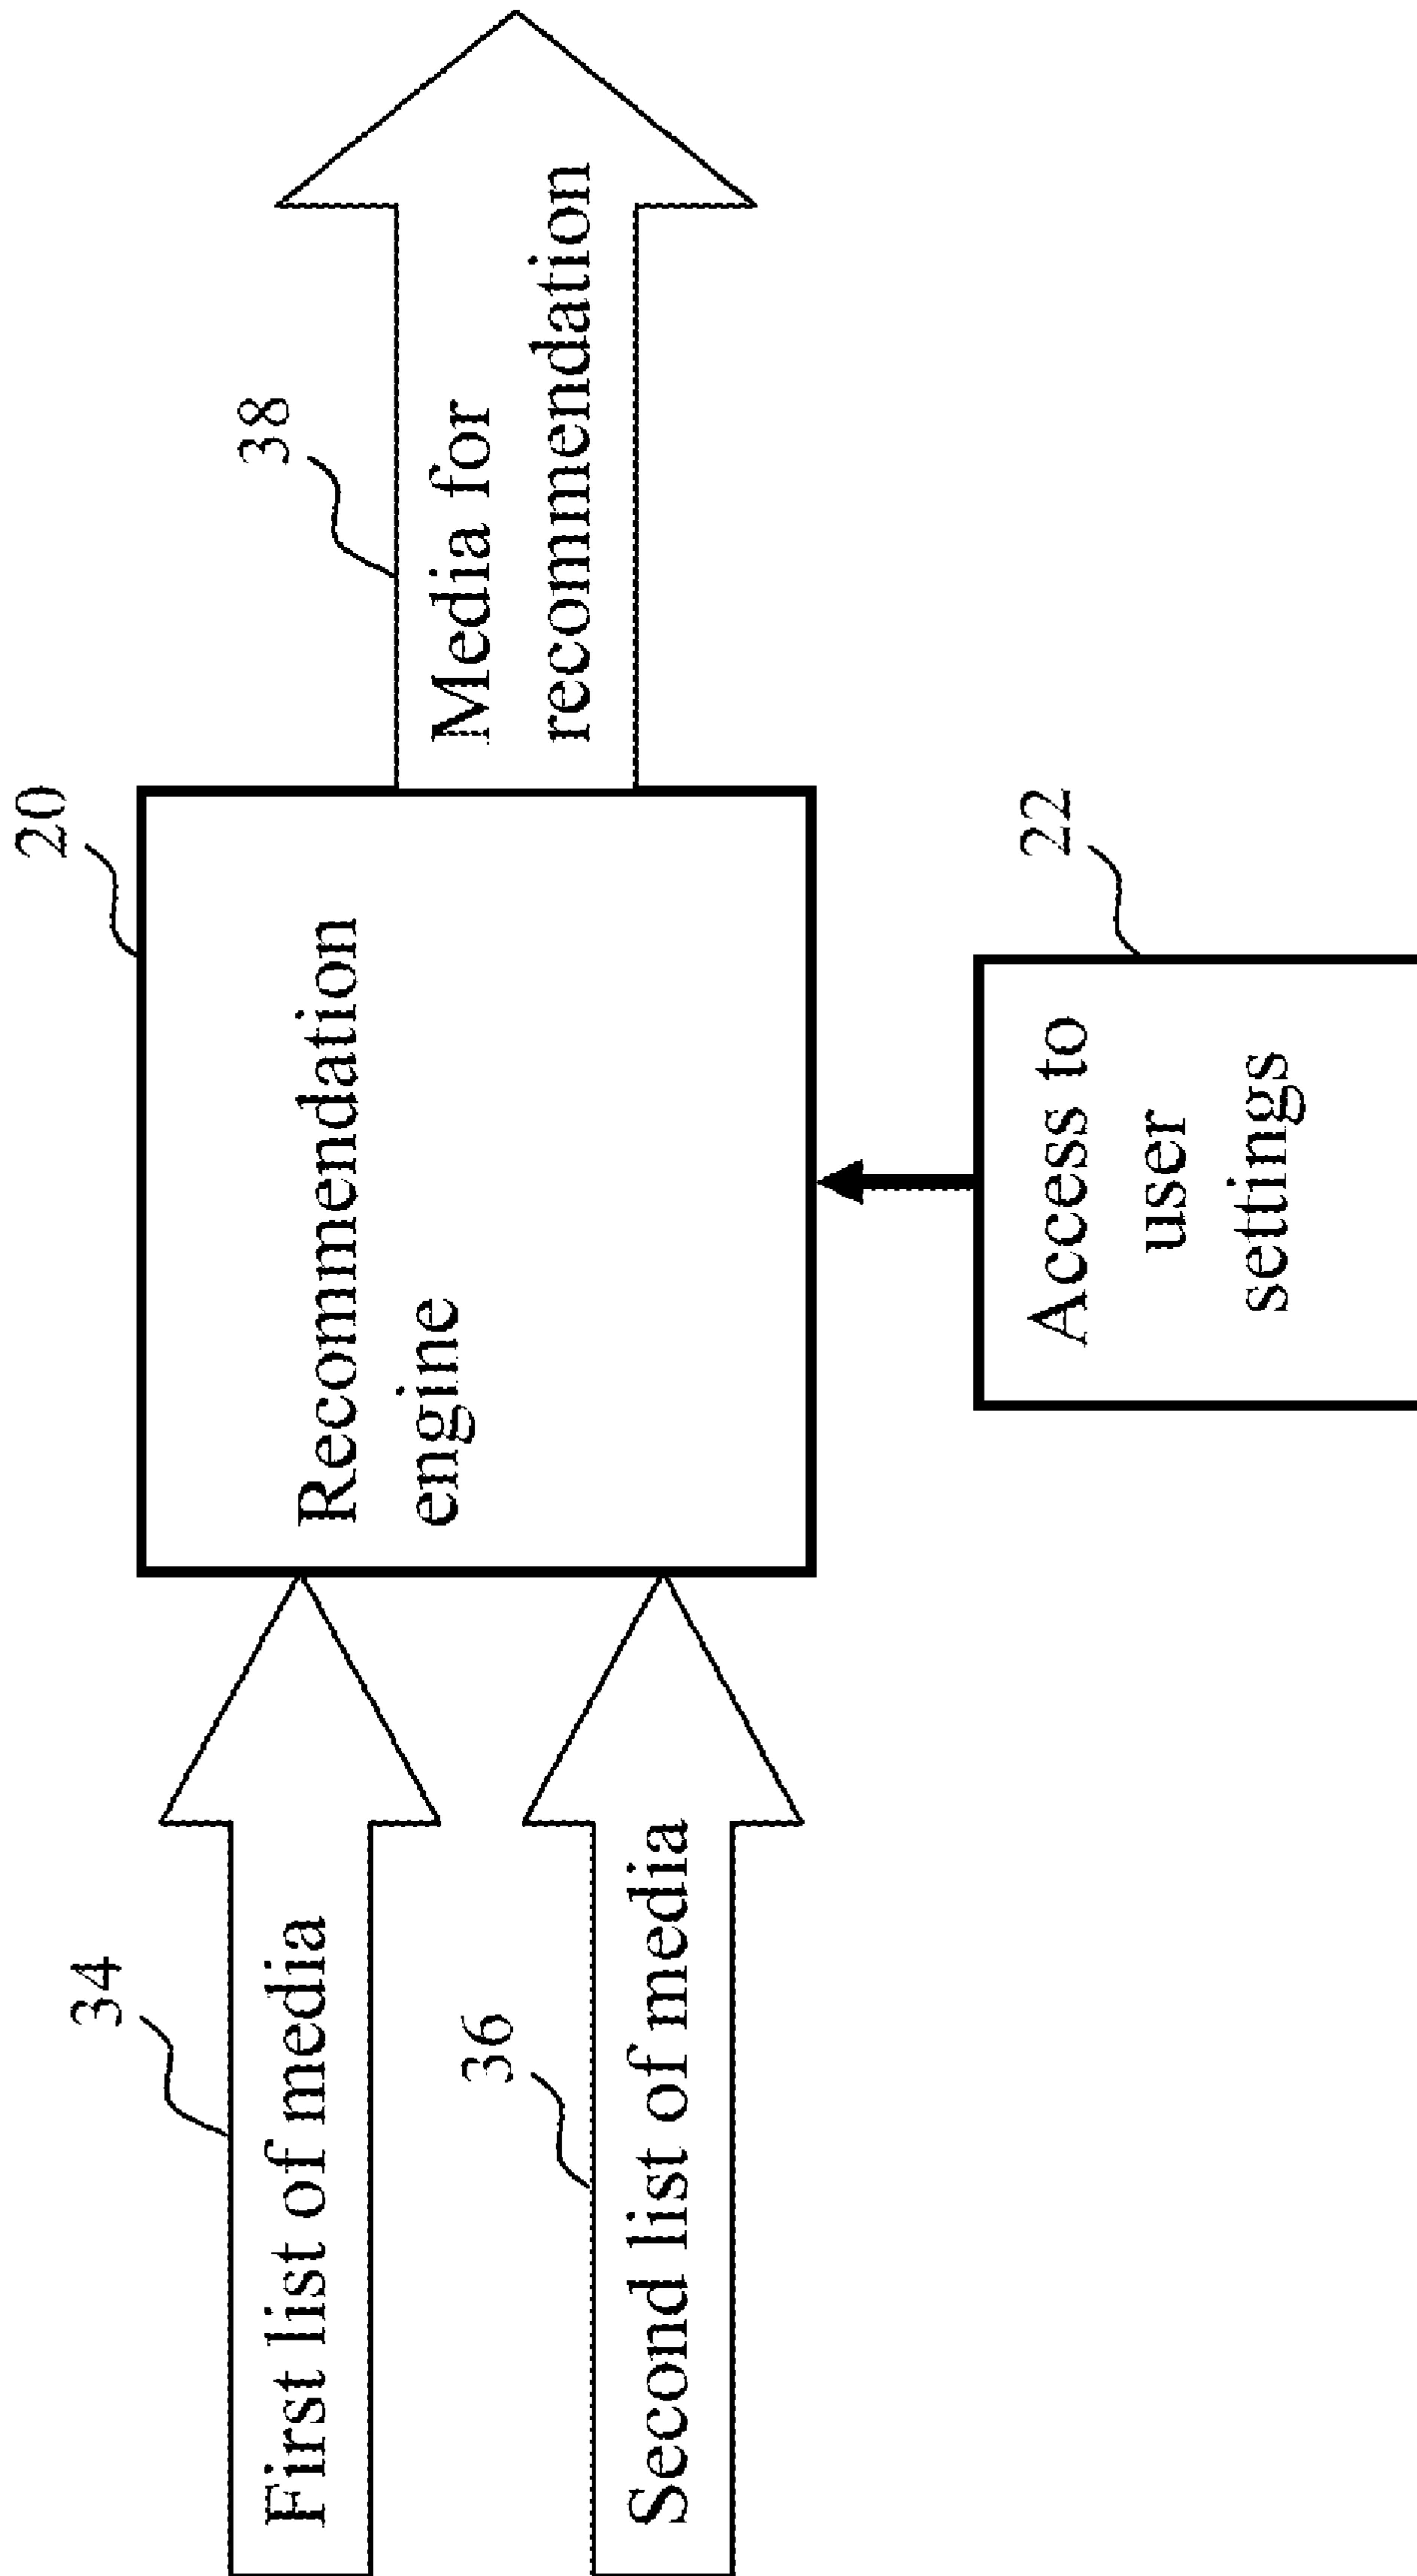 34
First list of media
36
Second list of media
20
Recommendation
engine
22
Access to
user
settings
38
Media for
recommendation